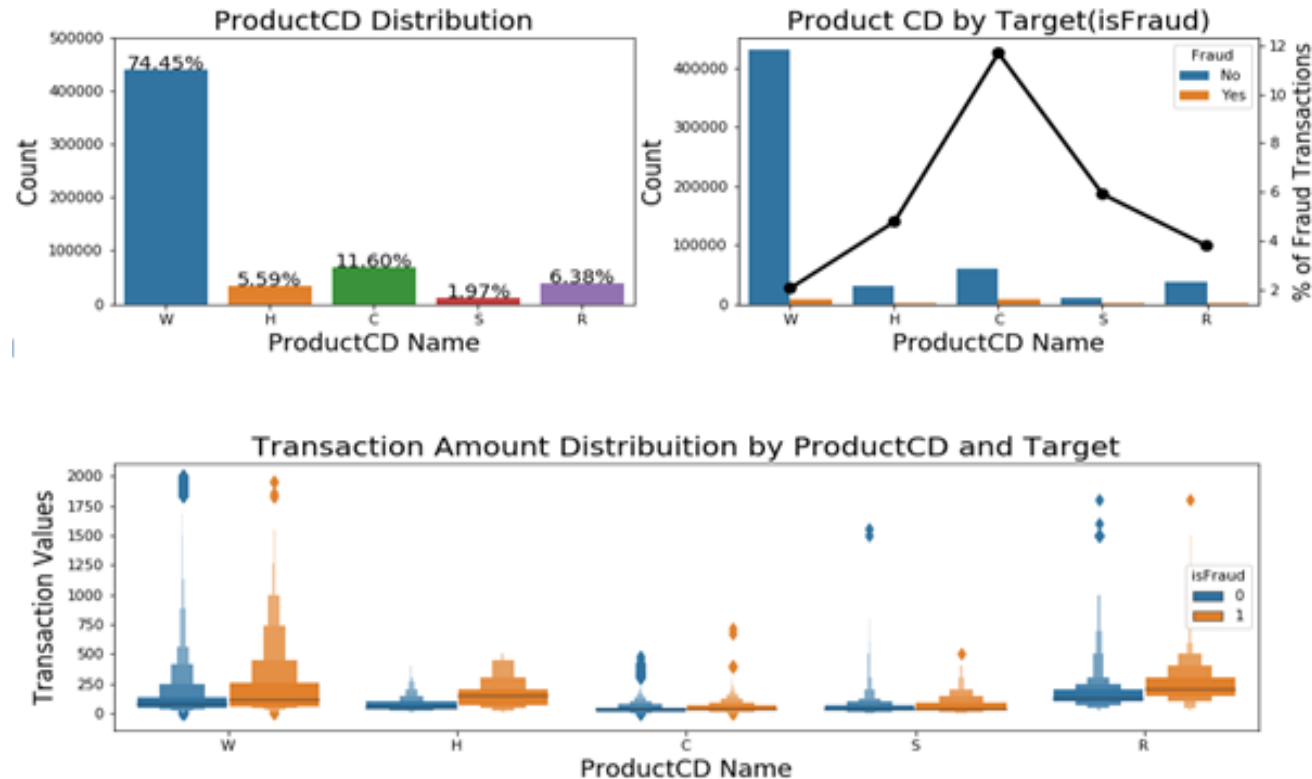 ProductCD Distribution
500000
400000
300000
200000
100000
0
Count
74.45%
5.59%
11.60%
1.97%
6.38%
W H C S R
ProductCD Name
Product CD by Target(isFraud)
400000
300000
200000
100000
0
Count
Fraud
No
Yes
12
10
8
6
4
2
% of Fraud Transactions
W H C S R
ProductCD Name
Transaction Amount Distribuition by ProductCD and Target
2000
1750
1500
1250
1000
750
500
250
0
Transaction Values
isFraud
0
1
W H C S R
ProductCD Name